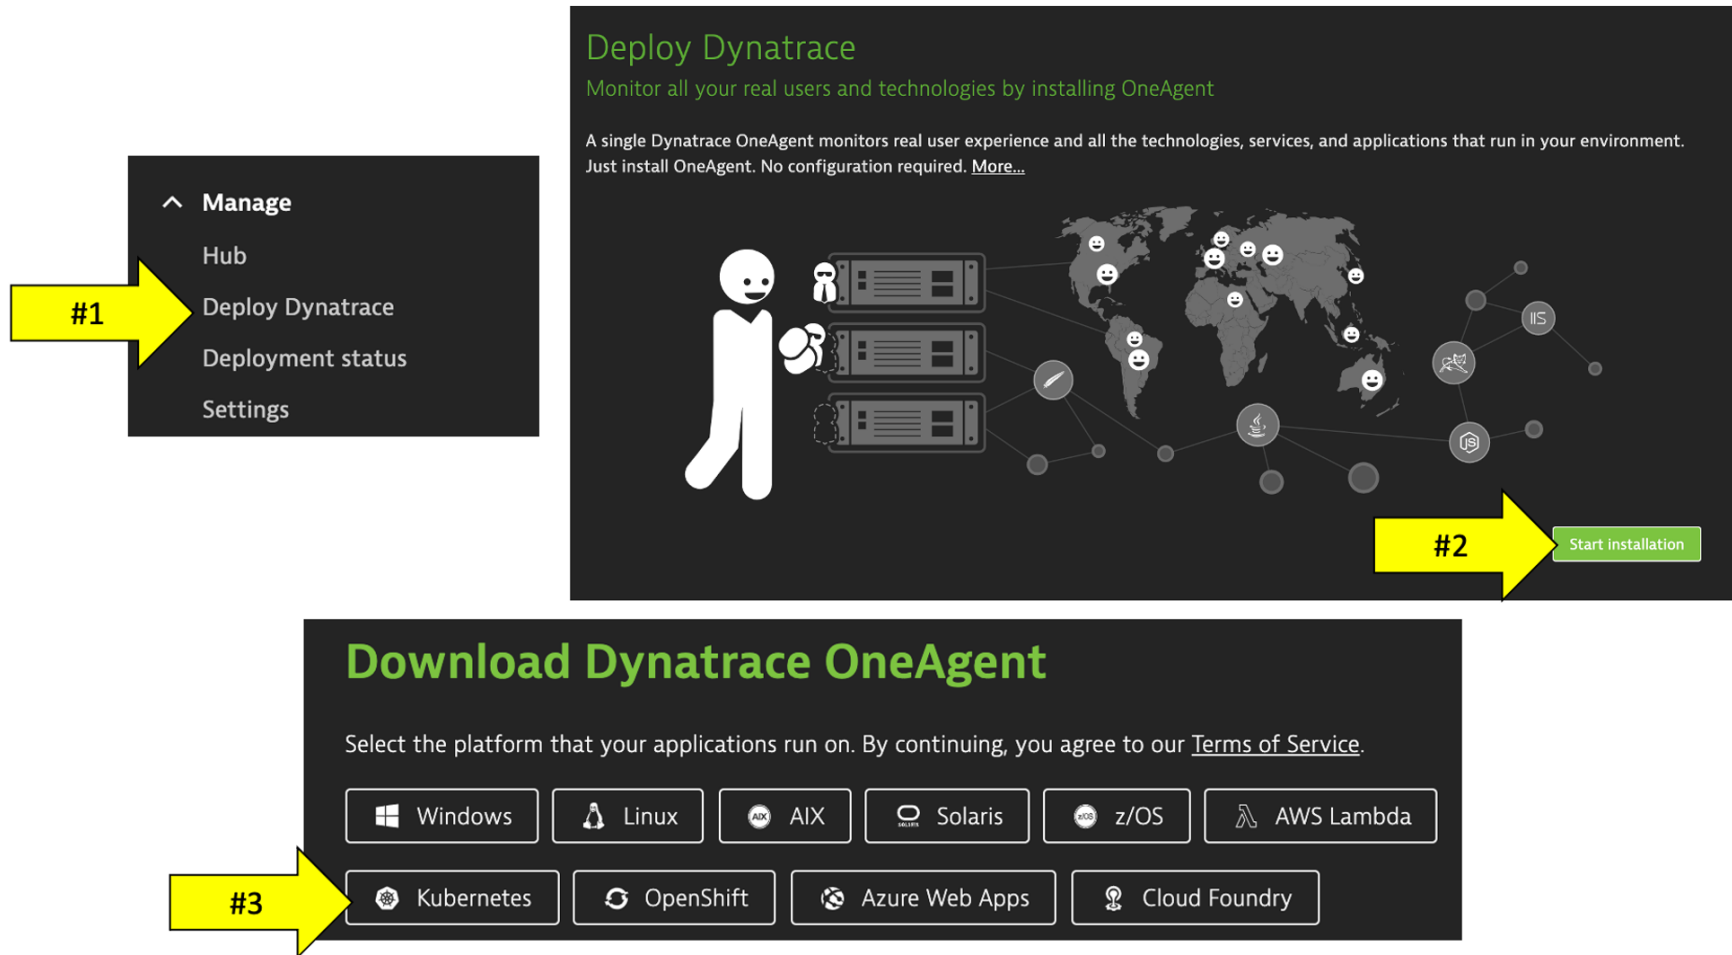 Deploy Dynatrace
Monitor all your real users and technologies by installing OneAgent
A single Dynatrace OneAgent monitors real user experience and all the technologies, services, and applications that run in your environment.
Just install OneAgent. No configuration required. More...
Manage
Hub
#1
Deploy Dynatrace
Deployment status
Settings
IIS
JS
#2
Start installation
Download Dynatrace OneAgent
Select the platform that your applications run on. By continuing, you agree to our Terms of Service.
Windows
Linux
AIX AIX
SOLARIS Solaris
z/OS z/OS
AWS Lambda
#3
Kubernetes
OpenShift
Azure Web Apps
Cloud Foundry